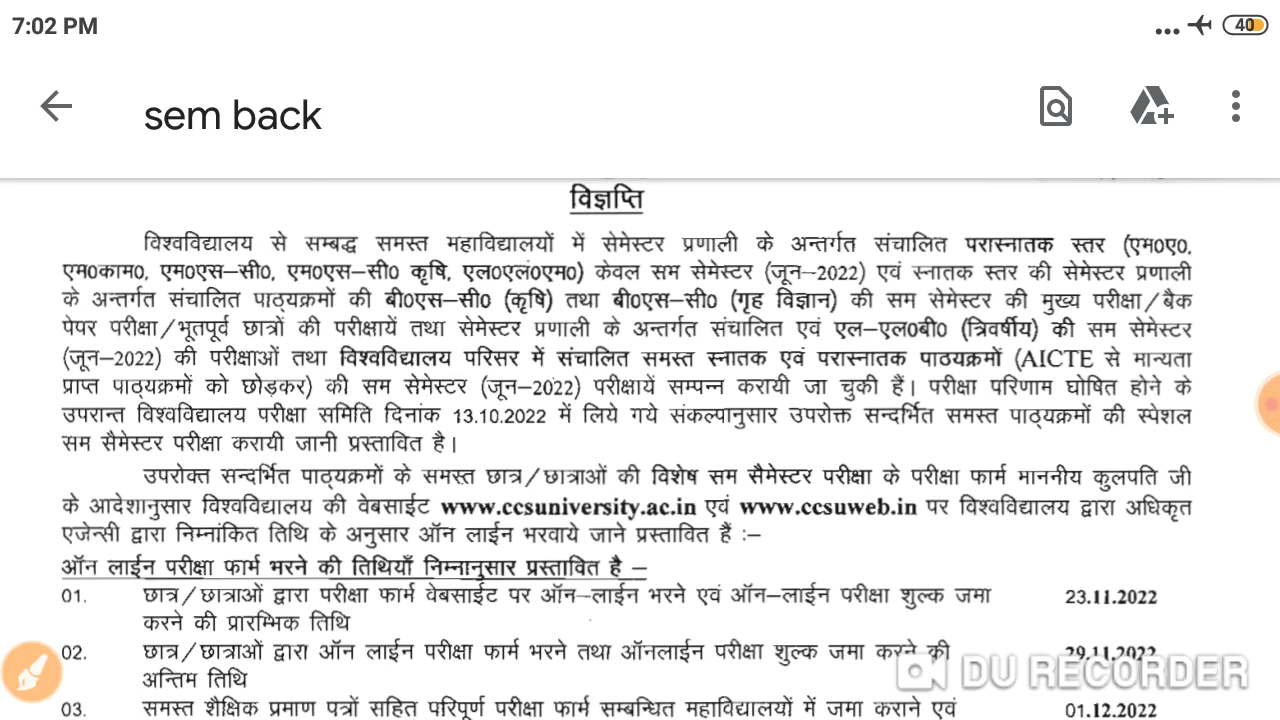 7:02 PM
... 40
sem back
विज्ञप्ति
विश्वविद्यालय से सम्बद्ध समस्त महाविद्यालयों में सेमेस्टर प्रणाली के अन्तर्गत संचालित परास्नातक स्तर (एम0ए0,
एम0काम0, एम0एस–सी0, एम0एस–सी0 कृषि, एल0एल0एम0) केवल सम सेमेस्टर (जून–2022) एवं स्नातक स्तर की सेमेस्टर प्रणाली
के अन्तर्गत संचालित पाठ्यक्रमों की बी0एस–सी0 (कृषि) तथा बी0एस–सी0 (गृह विज्ञान) की सम सेमेस्टर की मुख्य परीक्षा/बैक
पेपर परीक्षा/भूतपूर्व छात्रों की परीक्षायें तथा सेमेस्टर प्रणाली के अन्तर्गत संचालित एवं एल–एल0बी0 (त्रिवर्षीय) की सम सेमेस्टर
(जून–2022) की परीक्षाओं तथा विश्वविद्यालय परिसर में संचालित समस्त स्नातक एवं परास्नातक पाठयक्रमों (AICTE से मान्यता
प्राप्त पाठ्यक्रमों को छोड़कर) की सम सेमेस्टर (जून–2022) परीक्षायें सम्पन्न करायी जा चुकी हैं। परीक्षा परिणाम घोषित होने के
उपरान्त विश्वविद्यालय परीक्षा समिति दिनांक 13.10.2022 में लिये गये संकल्पानुसार उपरोक्त सन्दर्भित समस्त पाठ्यक्रमों की स्पेशल
सम सैमेस्टर परीक्षा करायी जानी प्रस्तावित है।
उपरोक्त सन्दर्भित पाठ्यक्रमों के समस्त छात्र/छात्राओं की विशेष सम सैमेस्टर परीक्षा के परीक्षा फार्म माननीय कुलपति जी
के आदेशानुसार विश्वविद्यालय की वेबसाईट www.ccsuniversity.ac.in एवं www.ccsuweb.in पर विश्वविद्यालय द्वारा अधिकृत
एजेन्सी द्वारा निम्नांकित तिथि के अनुसार ऑन लाईन भरवाये जाने प्रस्तावित हैं :–
ऑन लाईन परीक्षा फार्म भरने की तिथियाँ निम्नानुसार प्रस्तावित है –
01. छात्र/छात्राओं द्वारा परीक्षा फार्म वेबसाईट पर ऑन–लाईन भरने एवं ऑन–लाईन परीक्षा शुल्क जमा 23.11.2022
करने की प्रारम्भिक तिथि
02. छात्र/छात्राओं द्वारा ऑन लाईन परीक्षा फार्म भरने तथा ऑनलाईन परीक्षा शुल्क जमा करने की 29.11.2022
अन्तिम तिथि
DU RECORDER
03. समस्त शैक्षिक प्रमाण पत्रों सहित परिपूर्ण परीक्षा फार्म सम्बन्धित महाविद्यालयों में जमा कराने एवं 01.12.2022